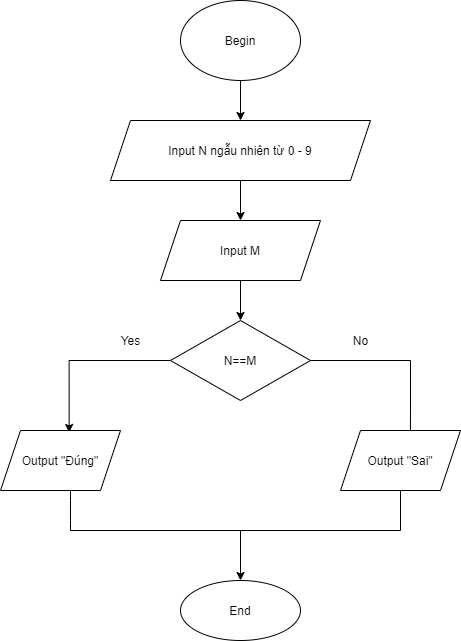 Begin
Input N ngẫu nhiên từ 0 - 9
Input M
N==M
Yes
No
Output "Đúng"
Output "Sai"
End